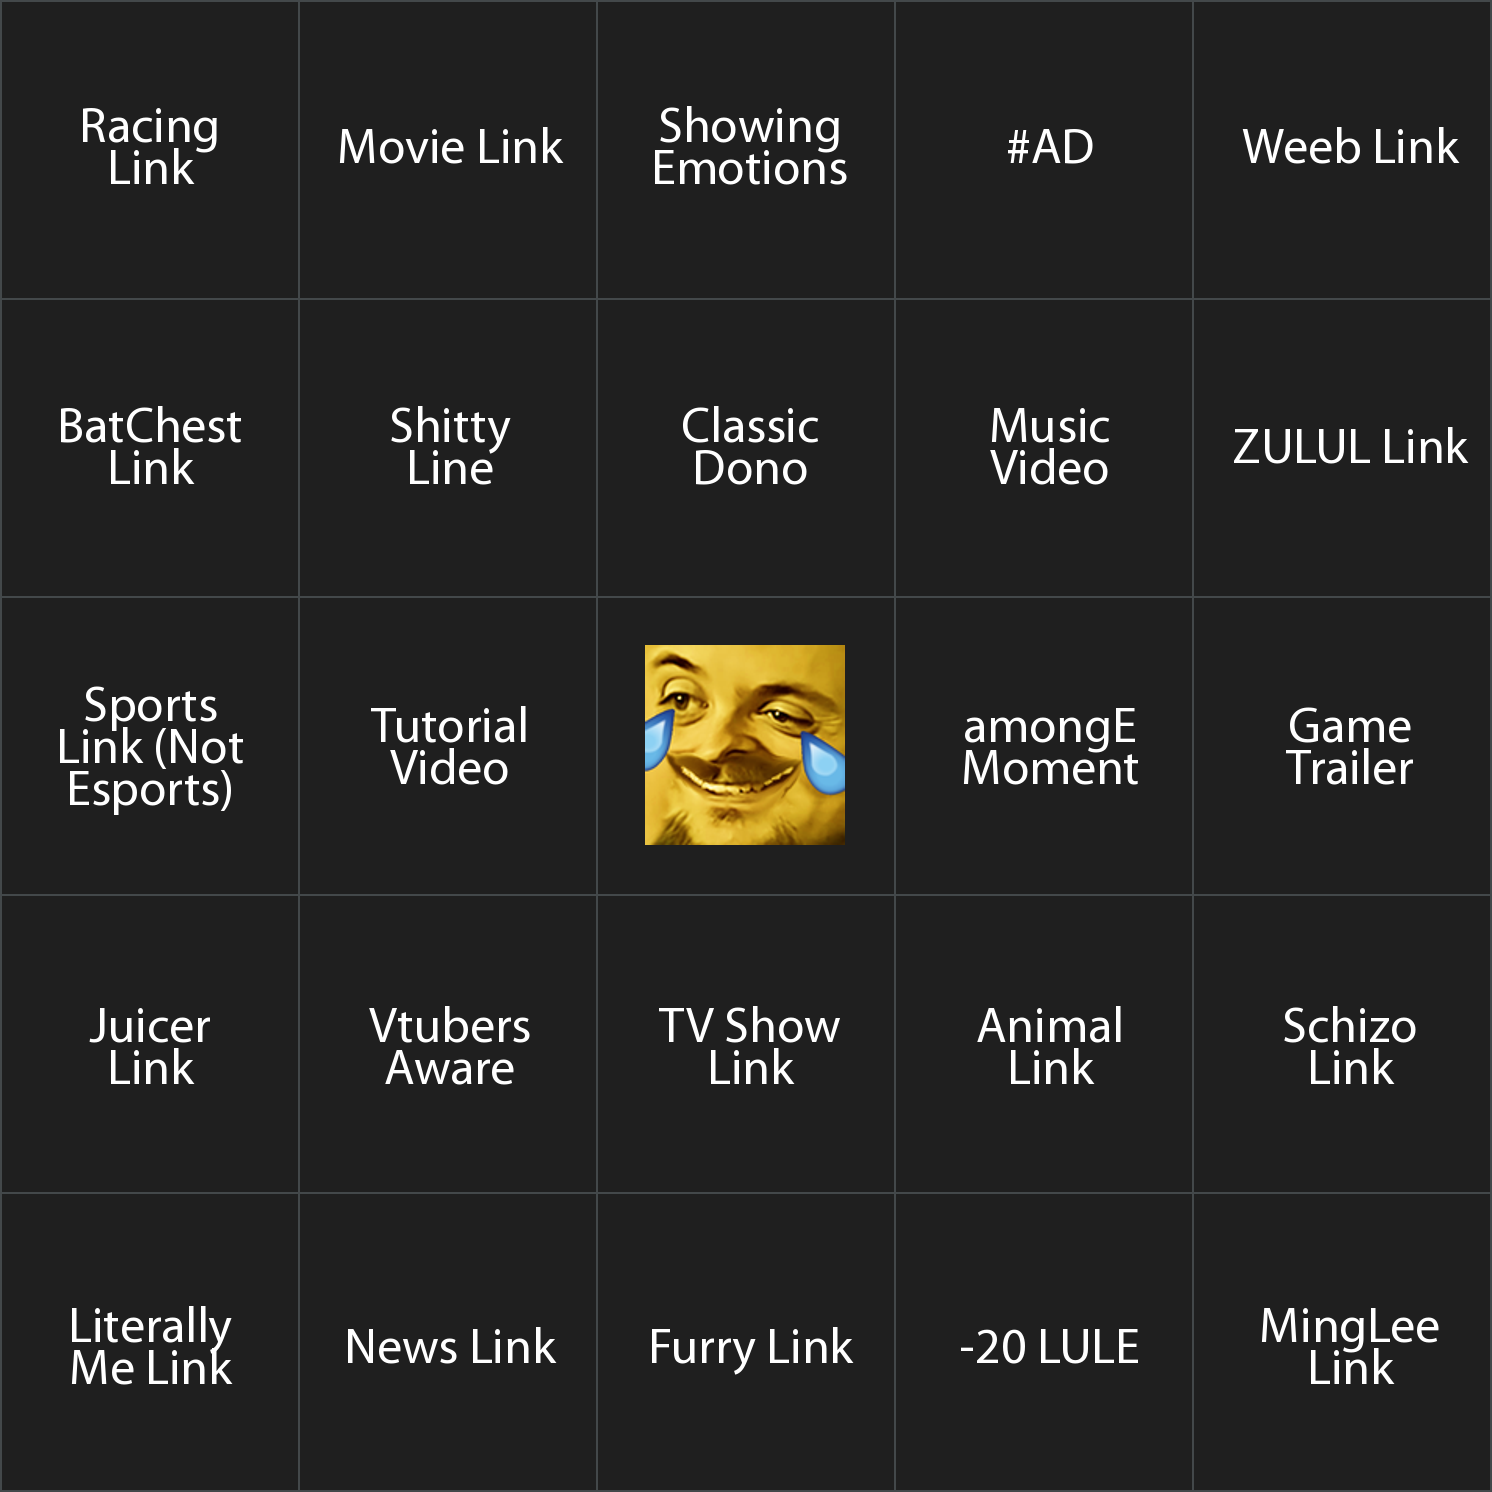 Racing
Link
Movie Link
Showing
Emotions
#AD
Weeb Link
BatChest
Link
Shitty
Line
Classic
Dono
Music
Video
ZULUL Link
Sports
Link (Not
Esports)
Tutorial
Video
amongE
Moment
Game
Trailer
Juicer
Link
Vtubers
Aware
TV Show
Link
Animal
Link
Schizo
Link
Literally
Me Link
News Link
Furry Link
-20 LULE
MingLee
Link